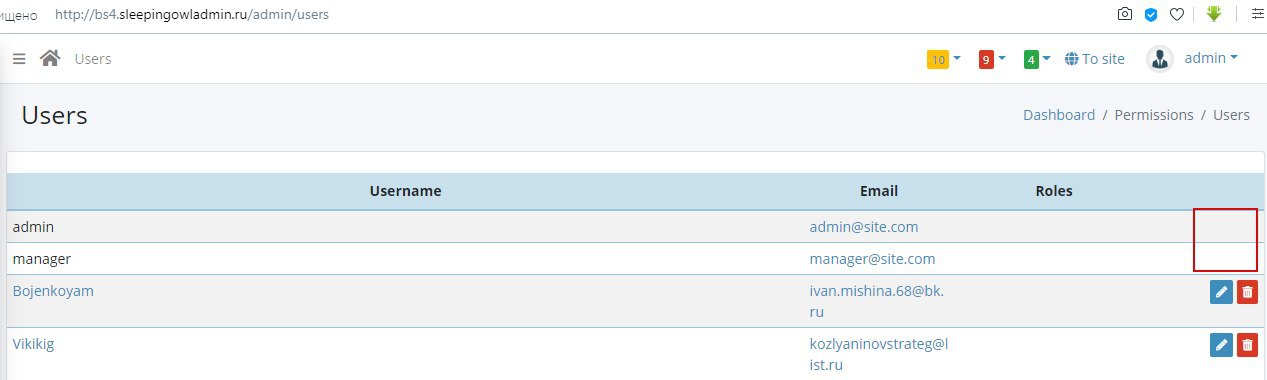 ищено http://bs4.sleepingowladmin.ru/admin/users
Users 10 9 4 To site admin
Users Dashboard / Permissions / Users
Username Email Roles
admin admin@site.com
manager manager@site.com
Bojenkoyam ivan.mishina.68@bk.
ru
Vikikig kozlyaninovstrateg@l
ist.ru